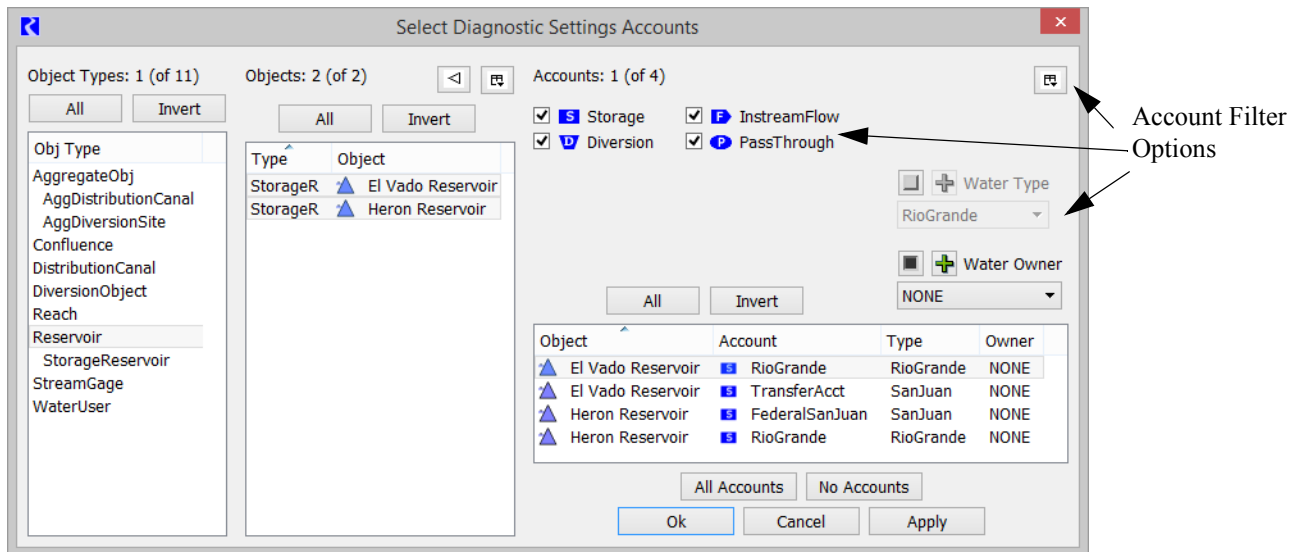 Select Diagnostic Settings Accounts
Object Types: 1 (of 11)
All Invert
Obj Type
AggregateObj
AggDistributionCanal
AggDiversionSite
Confluence
DistributionCanal
DiversionObject
Reach
Reservoir
StorageReservoir
StreamGage
WaterUser
Objects: 2 (of 2)
All Invert
Type Object
StorageR El Vado Reservoir
StorageR Heron Reservoir
Accounts: 1 (of 4)
S Storage F InstreamFlow
D Diversion P PassThrough
Water Type
RioGrande
Water Owner
NONE
All Invert
Object Account Type Owner
El Vado Reservoir S RioGrande RioGrande NONE
El Vado Reservoir S TransferAcct SanJuan NONE
Heron Reservoir S FederalSanJuan SanJuan NONE
Heron Reservoir S RioGrande RioGrande NONE
All Accounts No Accounts
Ok Cancel Apply
Account Filter
Options